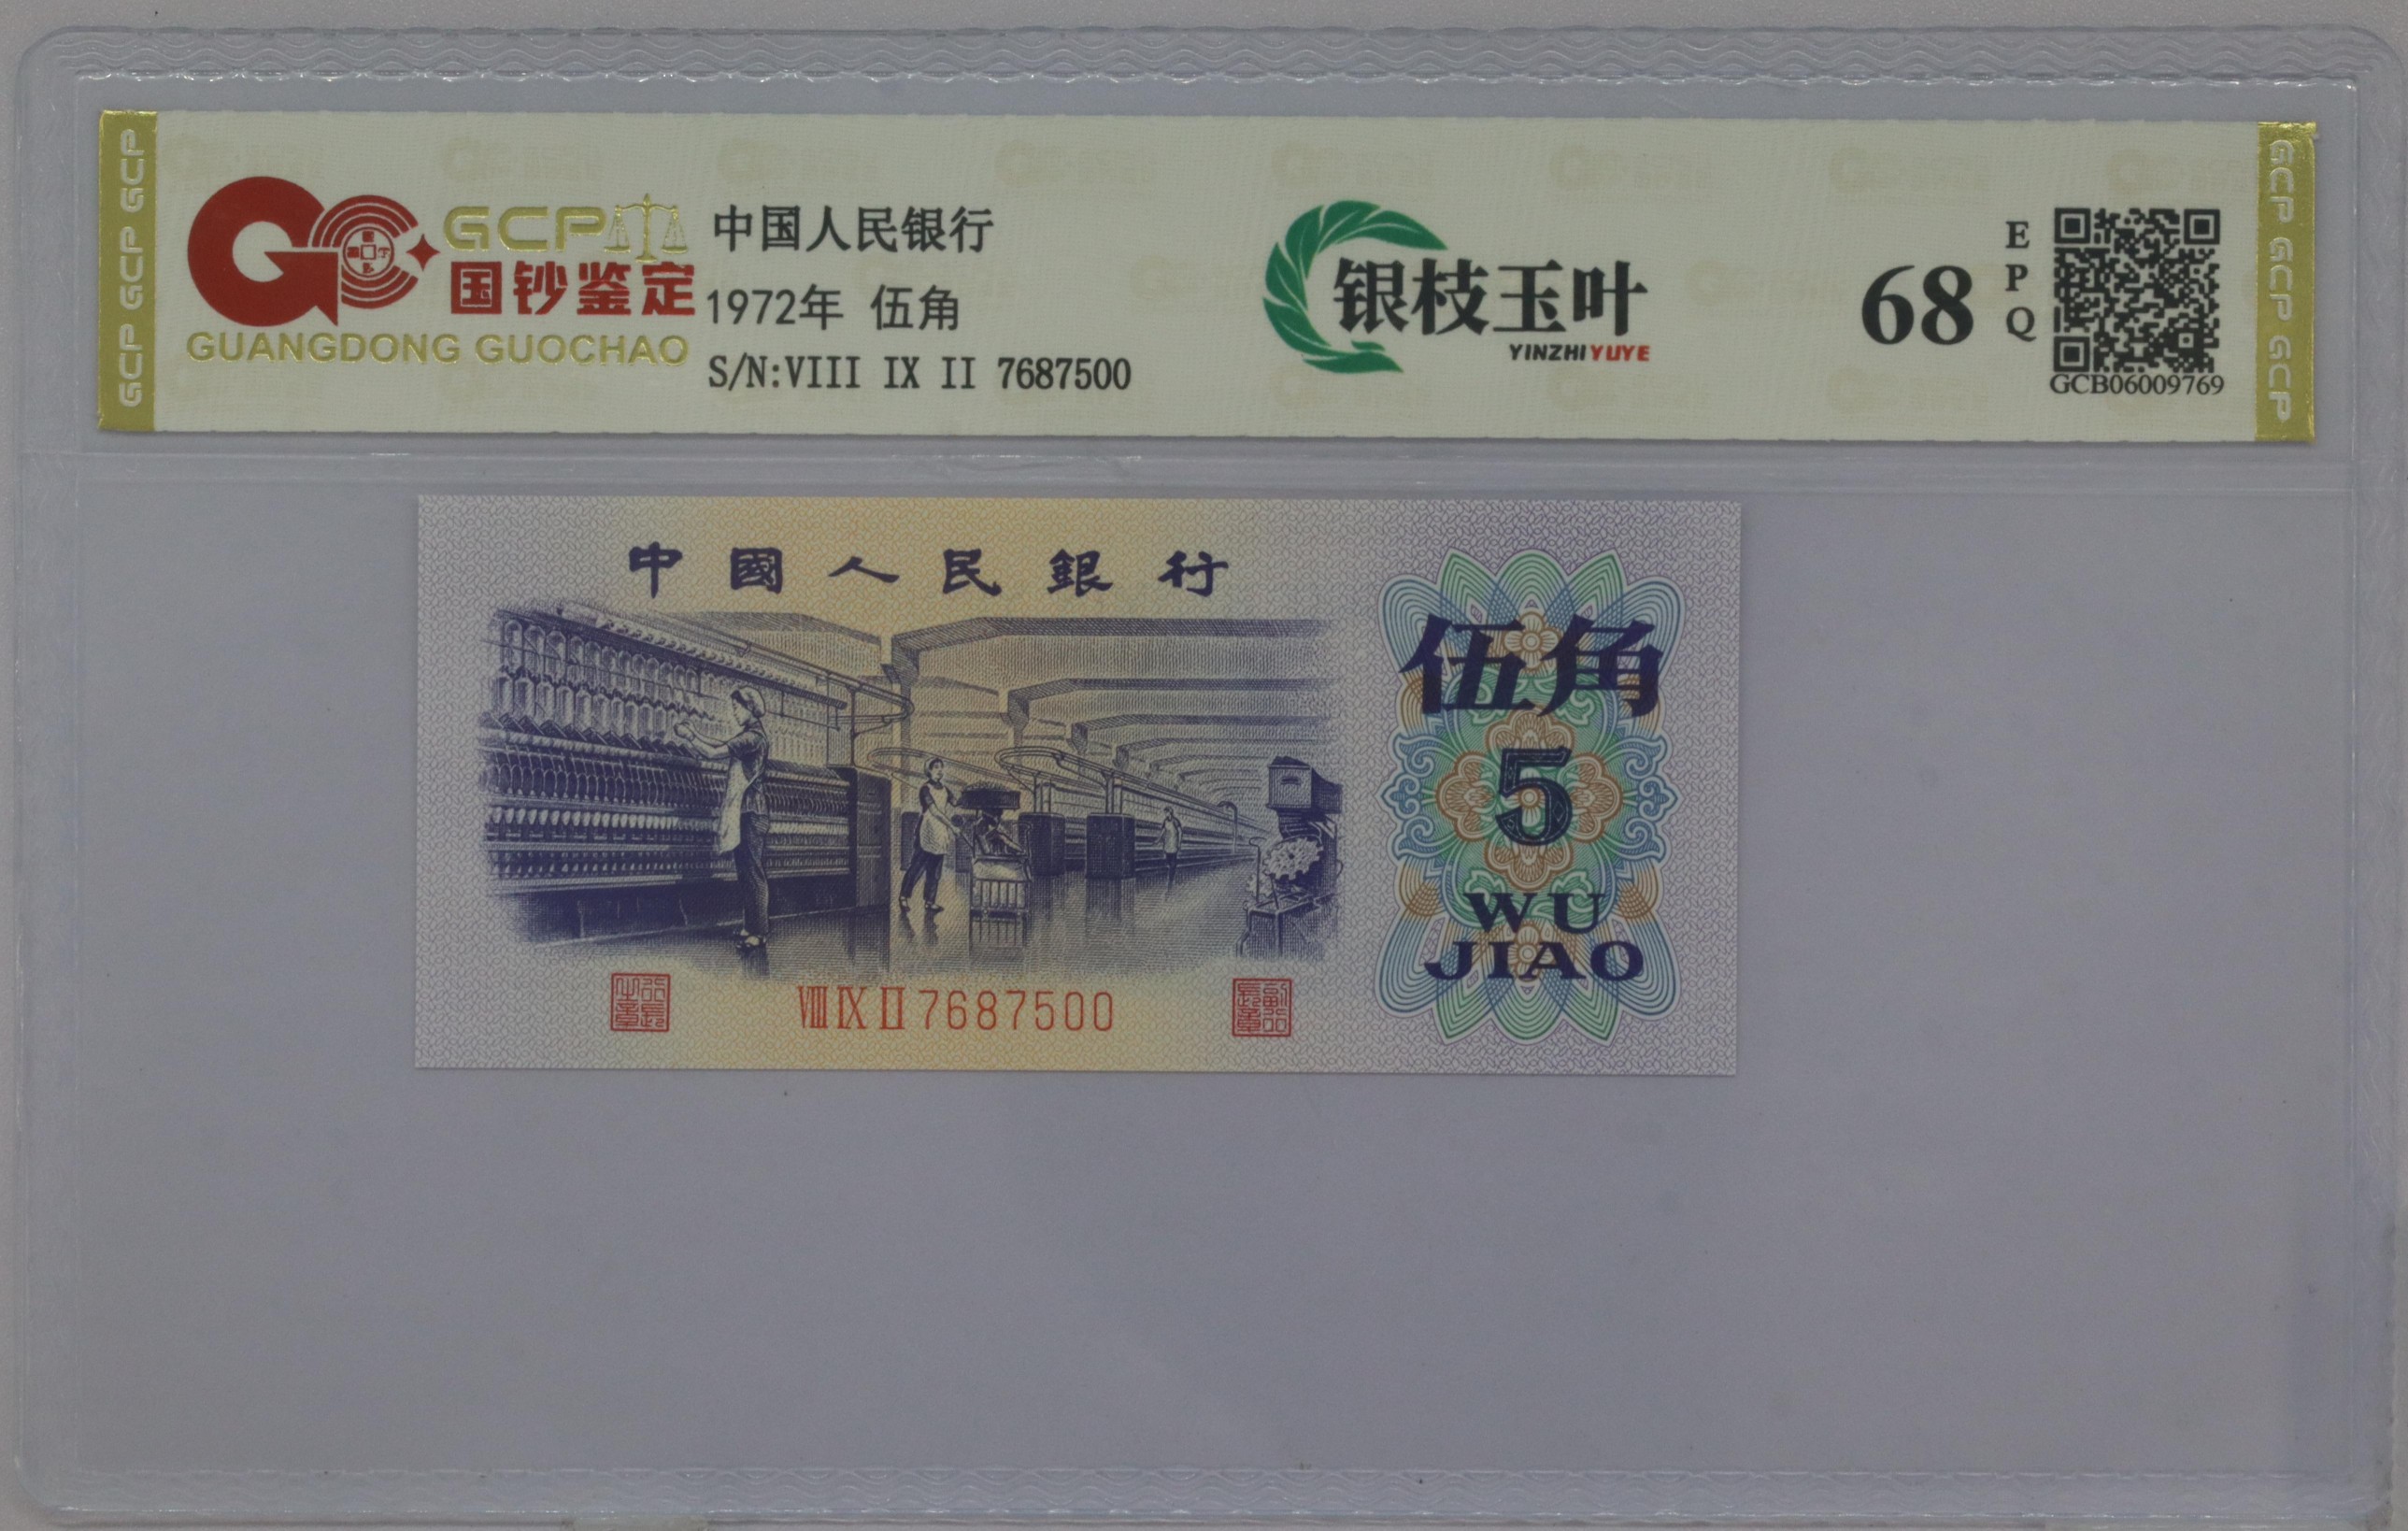 GCP GCP GCP
GCP
国钞鉴定
GUANGDONG GUOCHAO
中国人民银行
1972年 伍角
S/N:VIII IX II 7687500
银枝玉叶
YINZHIYUYE
68
EPQ
GCB06009769
GCP GCP GCP
中國人民銀行
伍角
5
WU
JIAO
VIII IX II 7687500